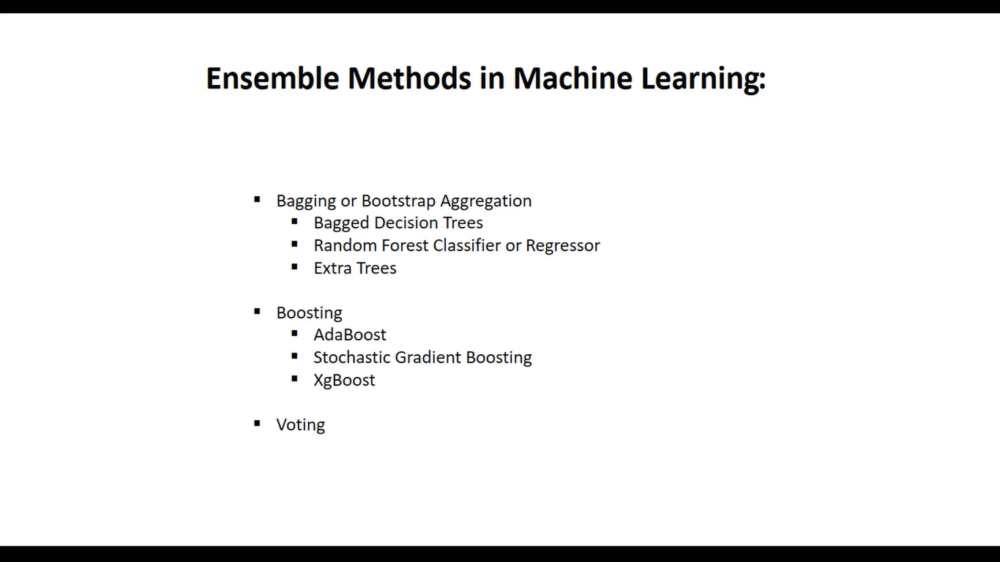 Ensemble Methods in Machine Learning:
▪ Bagging or Bootstrap Aggregation
▪ Bagged Decision Trees
▪ Random Forest Classifier or Regressor
▪ Extra Trees
▪ Boosting
▪ AdaBoost
▪ Stochastic Gradient Boosting
▪ XgBoost
▪ Voting